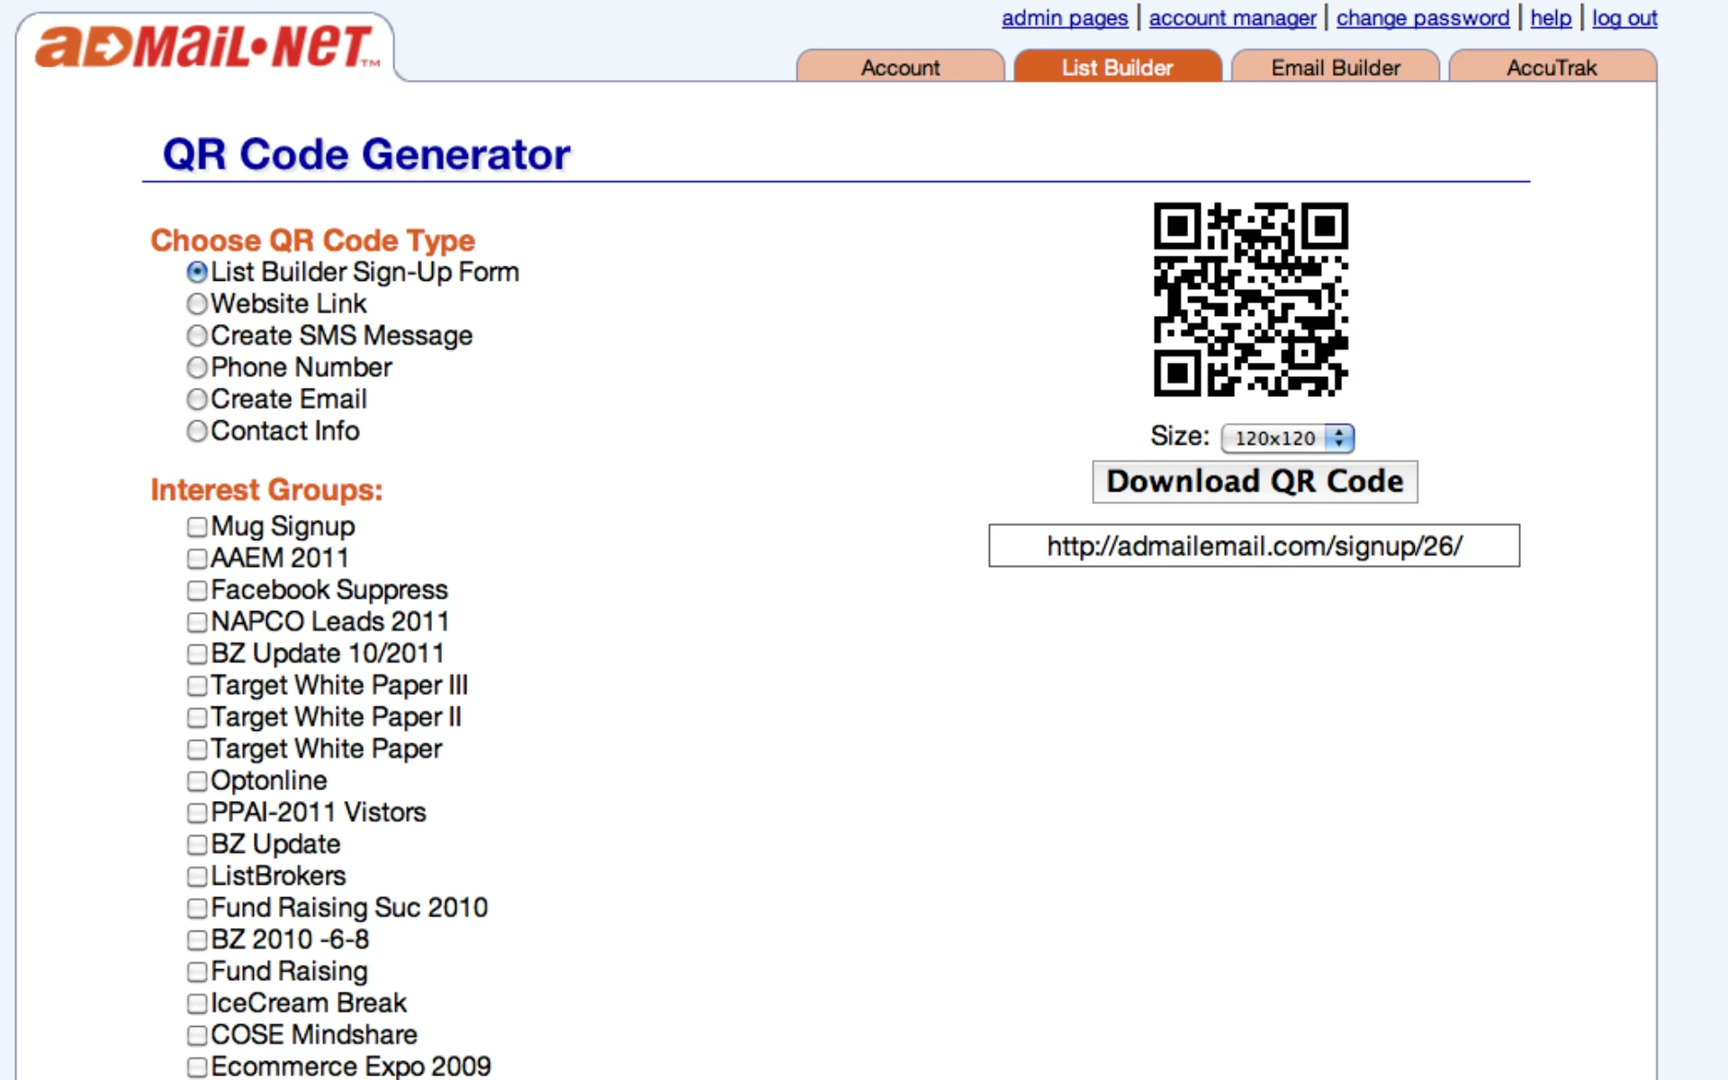 aDMaiL•NeT™
admin pages | account manager | change password | help | log out
Account
List Builder
Email Builder
AccuTrak
QR Code Generator
Choose QR Code Type
List Builder Sign-Up Form
Website Link
Create SMS Message
Phone Number
Create Email
Contact Info
Size: 120x120
Download QR Code
http://admailemail.com/signup/26/
Interest Groups:
Mug Signup
AAEM 2011
Facebook Suppress
NAPCO Leads 2011
BZ Update 10/2011
Target White Paper III
Target White Paper II
Target White Paper
Optonline
PPAI-2011 Vistors
BZ Update
ListBrokers
Fund Raising Suc 2010
BZ 2010 -6-8
Fund Raising
IceCream Break
COSE Mindshare
Ecommerce Expo 2009